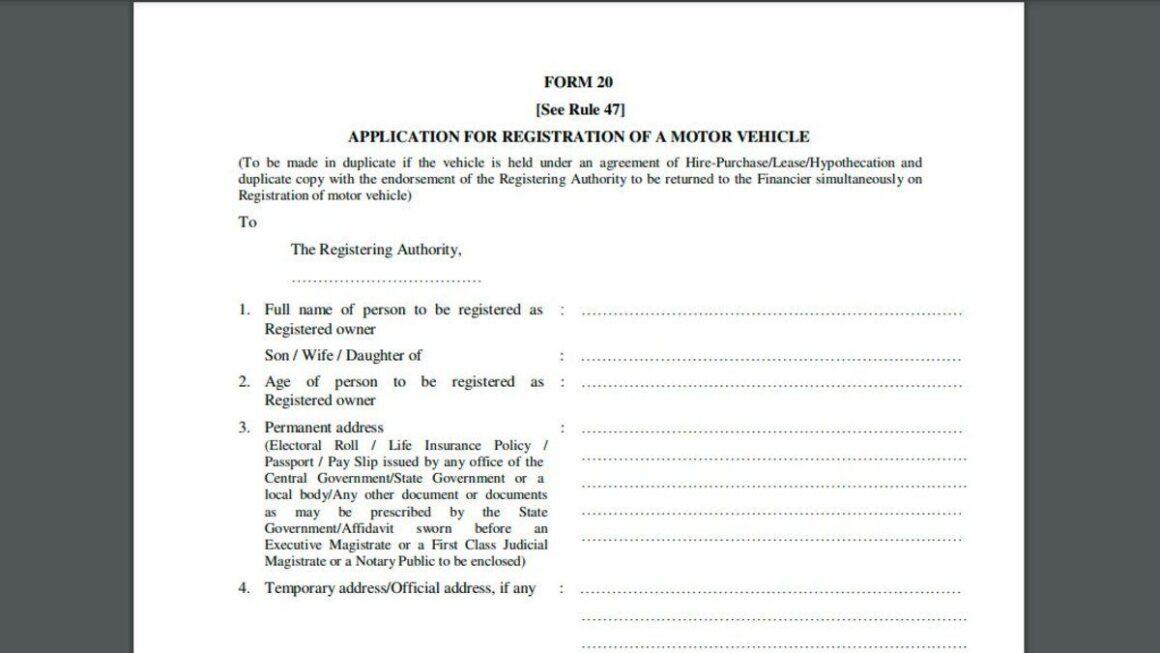 FORM 20
[See Rule 47]
APPLICATION FOR REGISTRATION OF A MOTOR VEHICLE
(To be made in duplicate if the vehicle is held under an agreement of Hire-Purchase/Lease/Hypothecation and
duplicate copy with the endorsement of the Registering Authority to be returned to the Financier simultaneously on
Registration of motor vehicle)
To
The Registering Authority,
....................................
1. Full name of person to be registered as : ........................................................................
Registered owner
Son / Wife / Daughter of : ........................................................................
2. Age of person to be registered as : ........................................................................
Registered owner
3. Permanent address : ........................................................................
(Electoral Roll / Life Insurance Policy /
Passport / Pay Slip issued by any office of the .........................................................................
Central Government/State Government or a
local body/Any other document or documents .........................................................................
as may be prescribed by the State ........................................................................
Government/Affidavit sworn before an
Executive Magistrate or a First Class Judicial ........................................................................
Magistrate or a Notary Public to be enclosed)
4. Temporary address/Official address, if any : ........................................................................
.........................................................................
.........................................................................